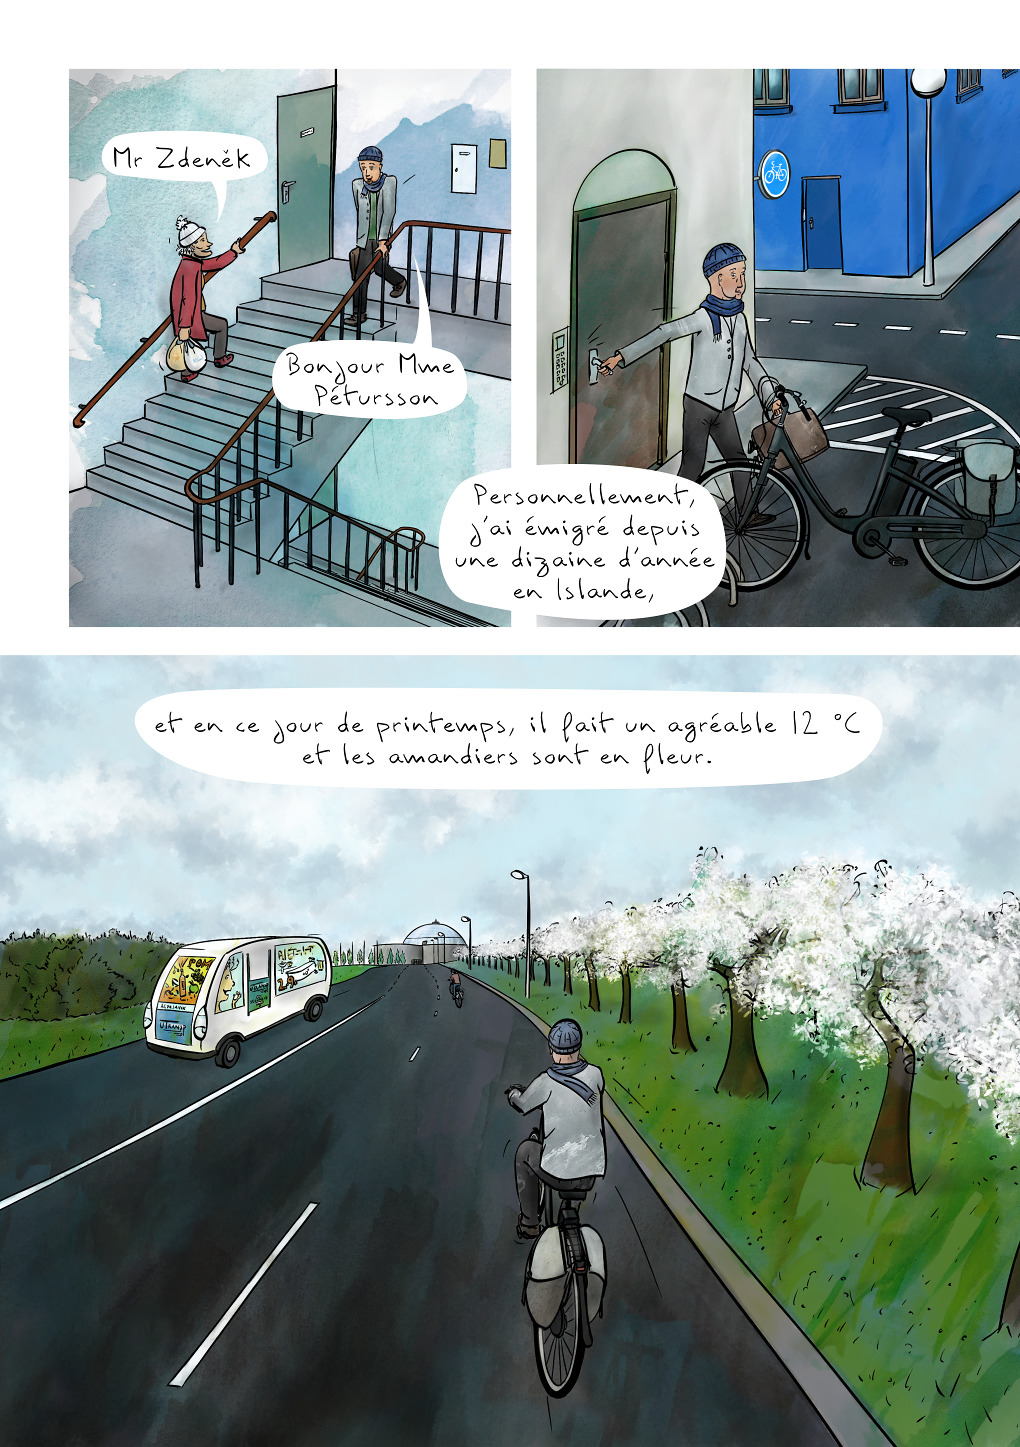 Mr Zdeněk
Bonjour Mme
Pétursson
Personnellement,
j'ai émigré depuis
une dizaine d'année
en Islande,
et en ce jour de printemps, il fait un agréable 12 °C
et les amandiers sont en fleur.